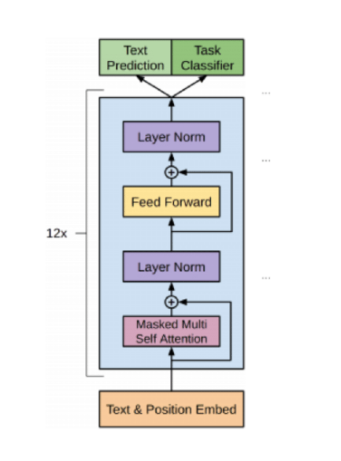 Text
Prediction
Task
Classifier
...
Layer Norm
...
+
Feed Forward
12x
Layer Norm
...
+
Masked Multi
Self Attention
Text & Position Embed